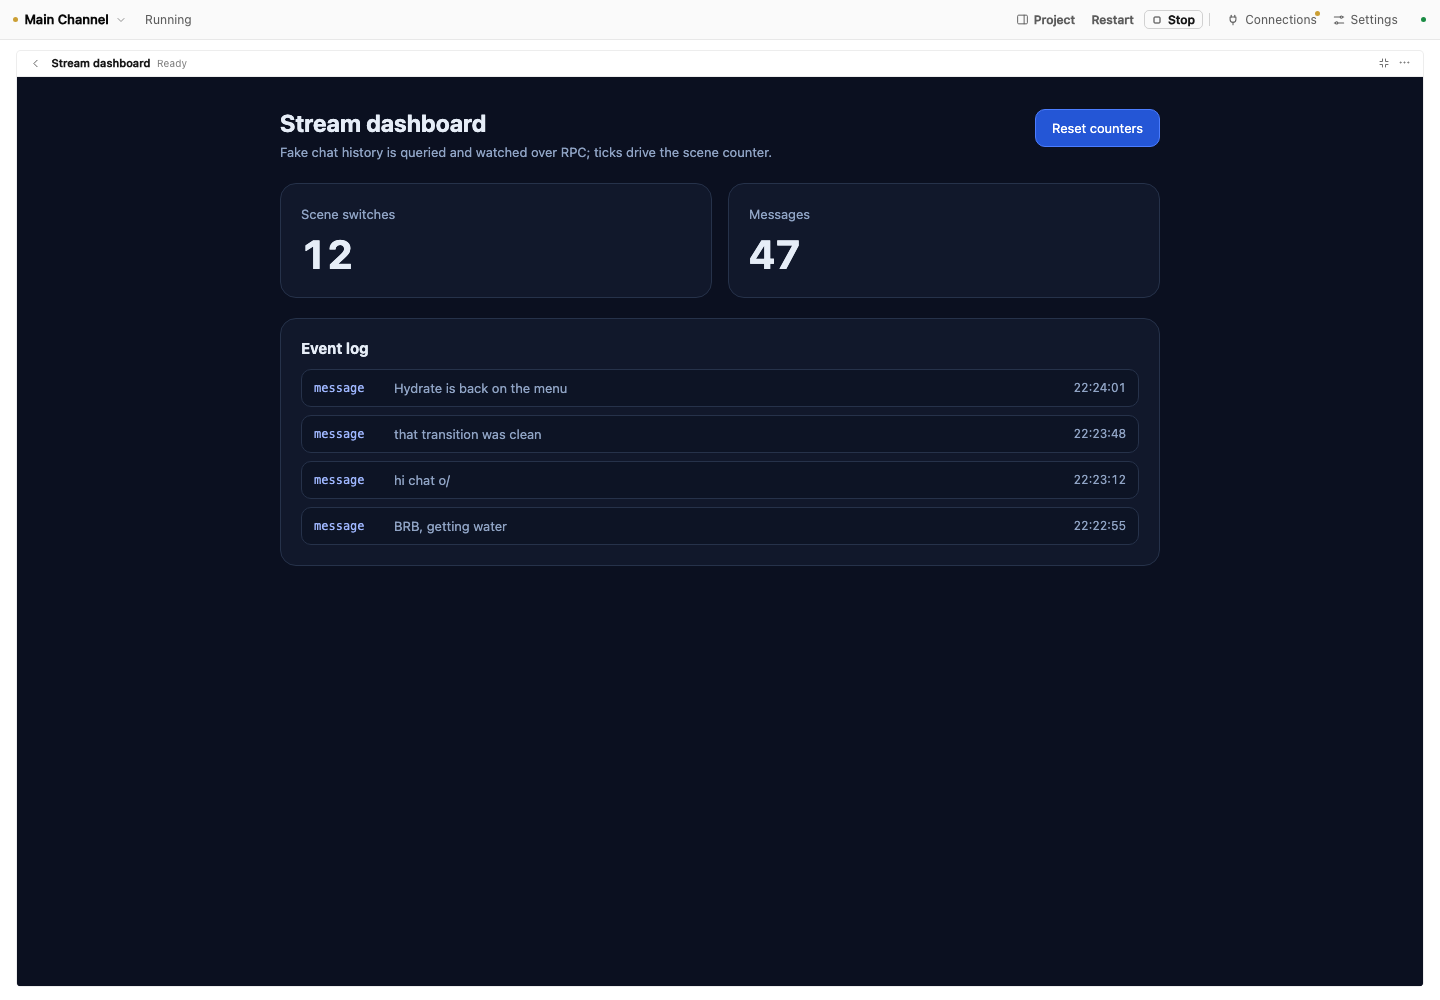 Main Channel
Running
Project
Restart
Stop
Connections
Settings
Stream dashboard
Ready
Stream dashboard
Reset counters
Fake chat history is queried and watched over RPC; ticks drive the scene counter.
Scene switches
12
Messages
47
Event log
message Hydrate is back on the menu 22:24:01
message that transition was clean 22:23:48
message hi chat o/ 22:23:12
message BRB, getting water 22:22:55